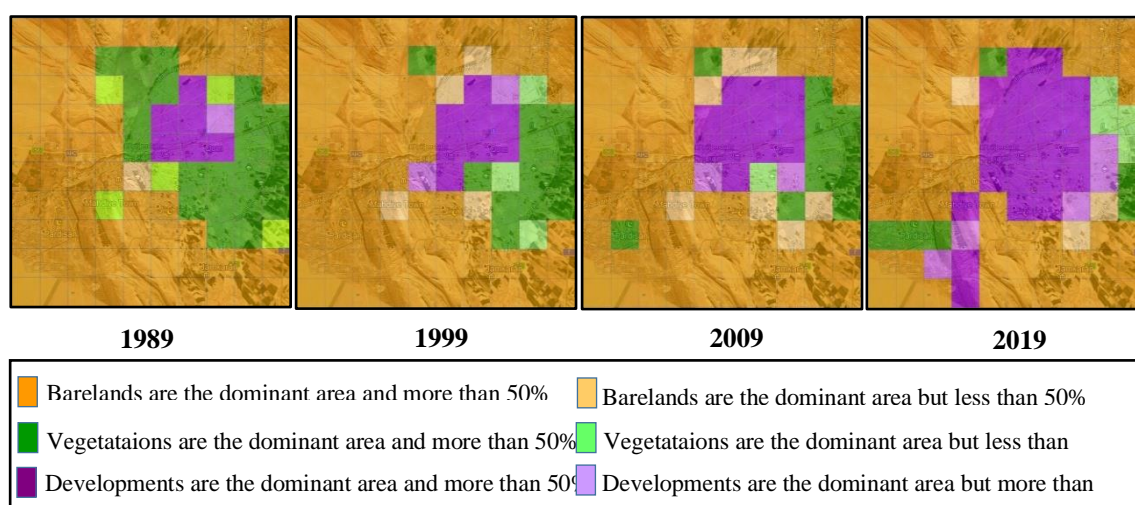 1989 1999 2009 2019
Barelands are the dominant area and more than 50%
Barelands are the dominant area but less than 50%
Vegetataions are the dominant area and more than 50%
Vegetataions are the dominant area but less than
Developments are the dominant area and more than 50%
Developments are the dominant area but more than